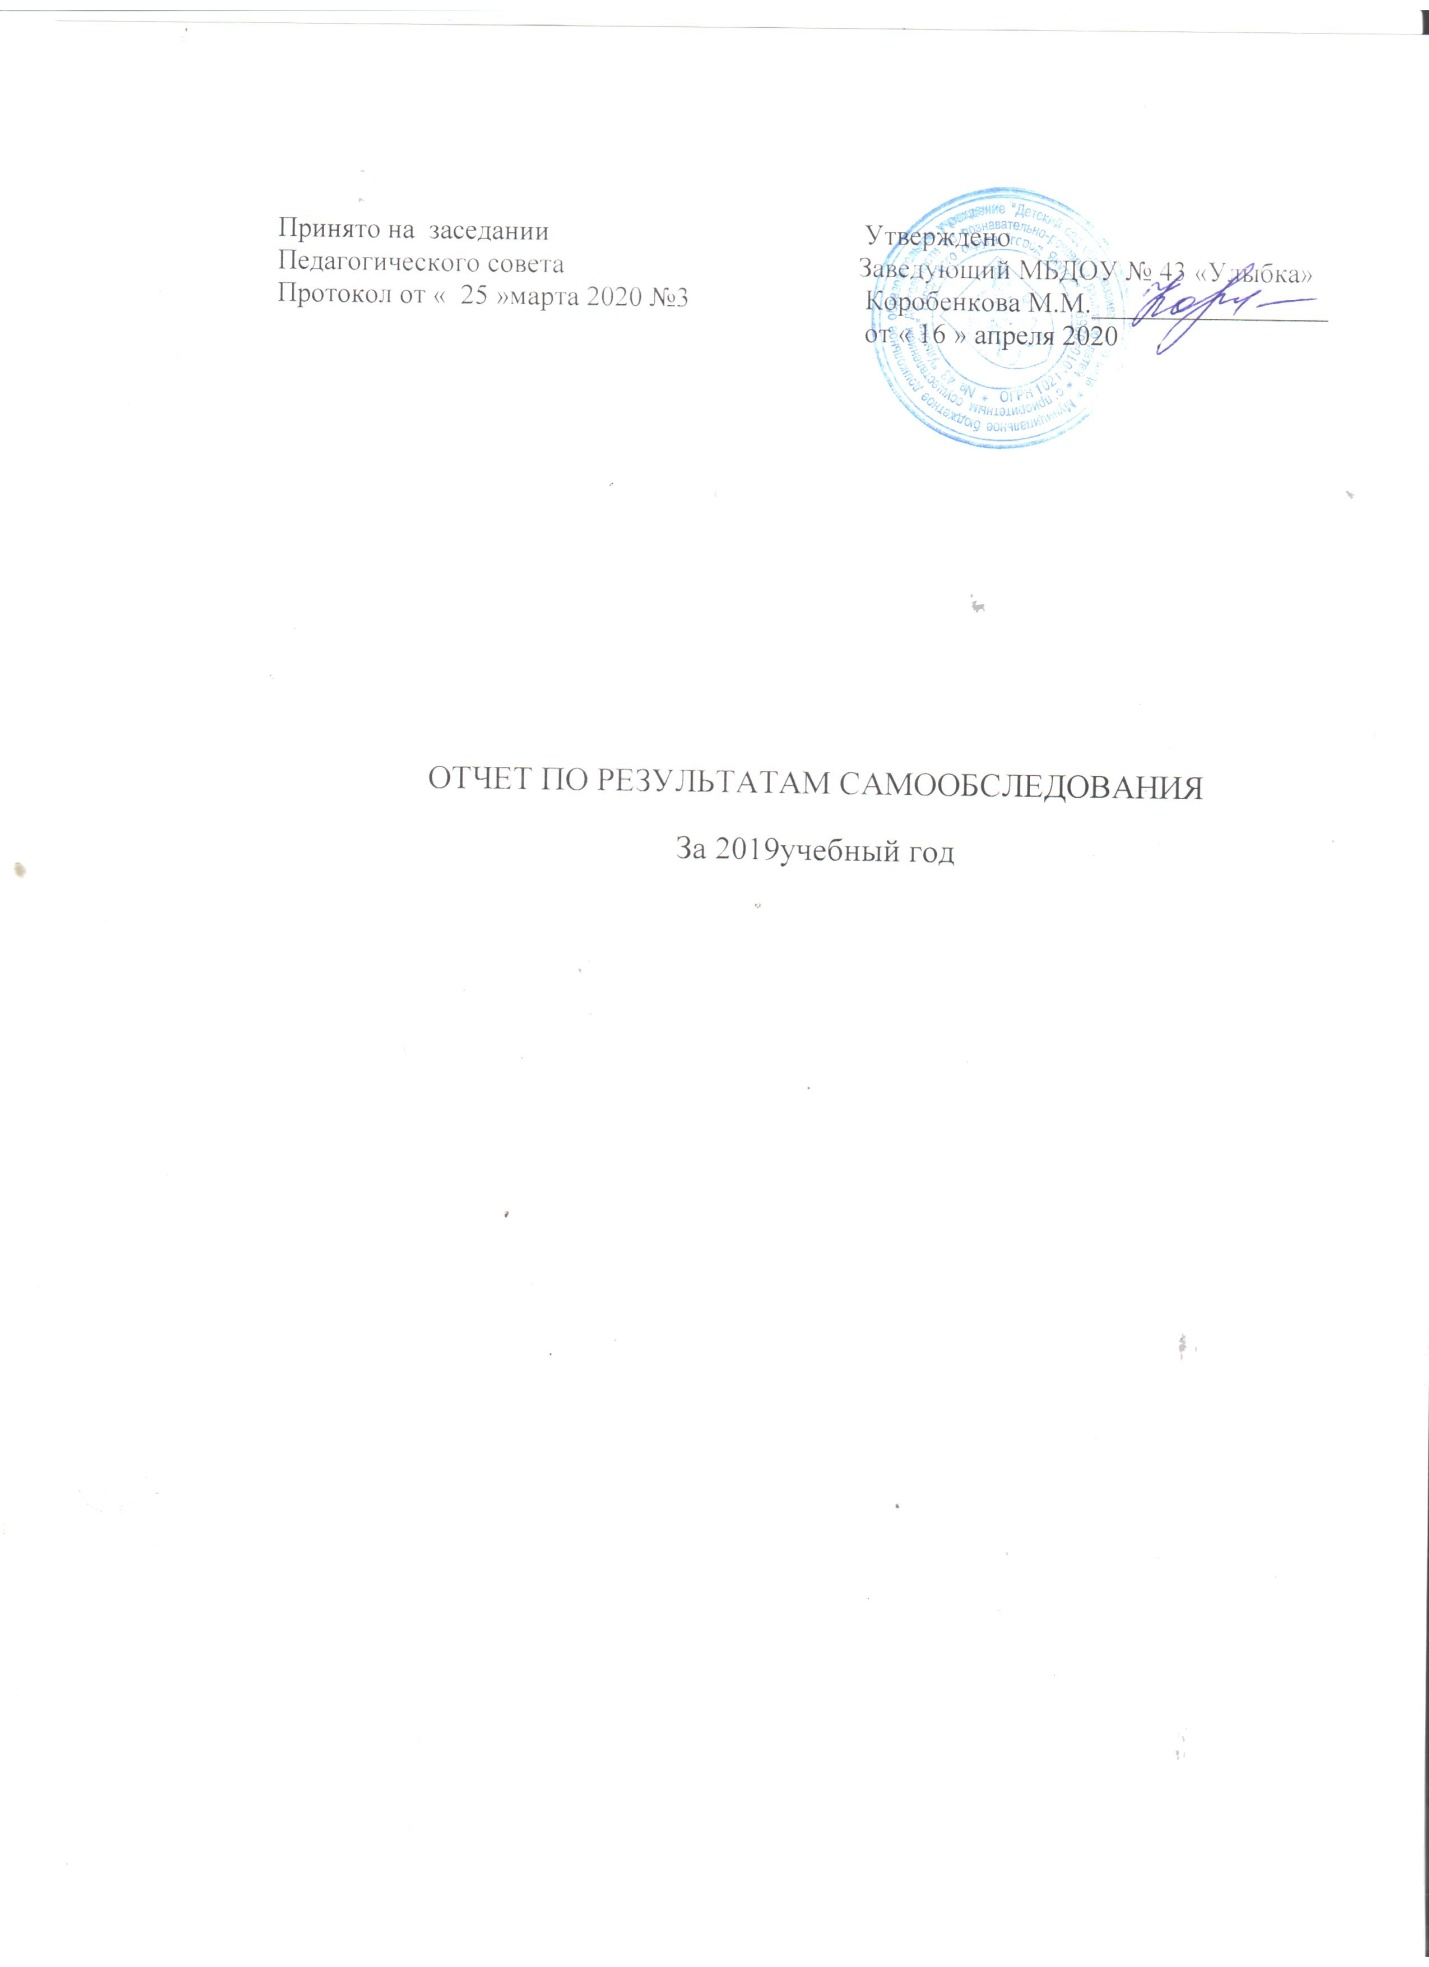 Принято на  заседании
Педагогического совета
Протокол от «  25 »марта 2020 №3
Утверждено
Заведующий МБДОУ № 43 «Улыбка»
Коробенкова М.М.
от « 16 » апреля 2020
ОТЧЕТ ПО РЕЗУЛЬТАТАМ САМООБСЛЕДОВАНИЯ
За 2019учебный год